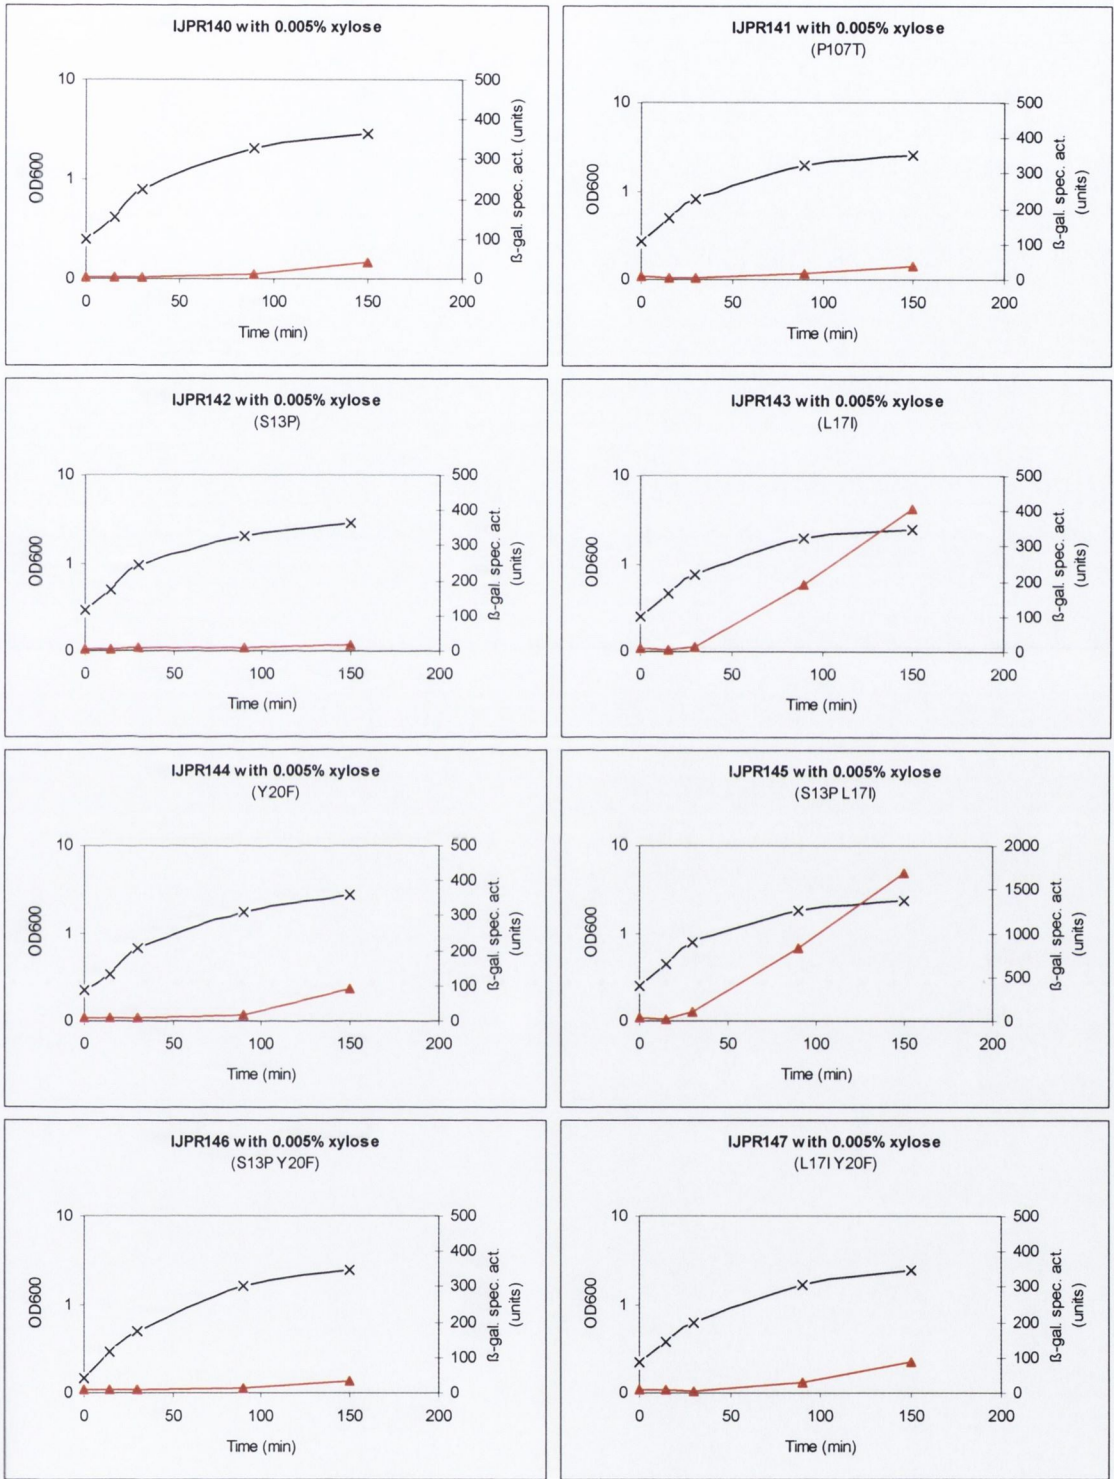 IJPR140 with 0.005% xylose
10
1
0
OD600
500
400
300
200
100
0
ß-gal. spec. act. (units)
0 50 100 150 200
Time (min)
IJPR141 with 0.005% xylose
(P107T)
10
1
0
OD600
500
400
300
200
100
0
ß-gal. spec. act.
(units)
0 50 100 150 200
Time (min)
IJPR142 with 0.005% xylose
(S13P)
10
1
0
OD600
500
400
300
200
100
0
ß-gal. spec. act.
(units)
0 50 100 150 200
Time (min)
IJPR143 with 0.005% xylose
(L17I)
10
1
0
OD600
500
400
300
200
100
0
ß-gal. spec. act.
(units)
0 50 100 150 200
Time (min)
IJPR144 with 0.005% xylose
(Y20F)
10
1
0
OD600
500
400
300
200
100
0
ß-gal. spec. act.
(units)
0 50 100 150 200
Time (min)
IJPR145 with 0.005% xylose
(S13P L17I)
10
1
0
OD600
2000
1500
1000
500
0
ß-gal. spec. act.
(units)
0 50 100 150 200
Time (min)
IJPR146 with 0.005% xylose
(S13P Y20F)
10
1
0
OD600
500
400
300
200
100
0
ß-gal. spec. act.
(units)
0 50 100 150 200
Time (min)
IJPR147 with 0.005% xylose
(L17I Y20F)
10
1
0
OD600
500
400
300
200
100
0
ß-gal. spec. act.
(units)
0 50 100 150 200
Time (min)